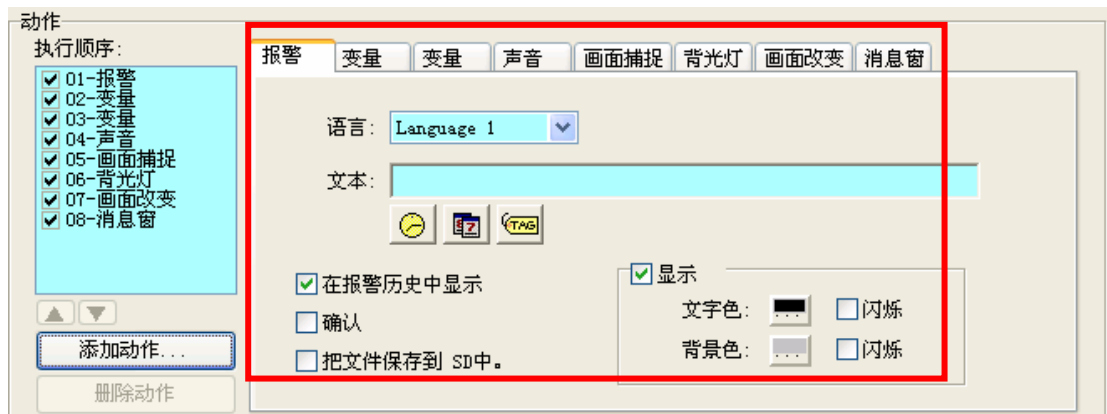 动作
执行顺序:
01-报警
02-变量
03-变量
04-声音
05-画面捕捉
06-背光灯
07-画面改变
08-消息窗
添加动作...
删除动作
报警 变量 变量 声音 画面捕捉 背光灯 画面改变 消息窗
语言: Language 1
文本:
TAG
在报警历史中显示
确认
把文件保存到 SD中。
显示
文字色: ... 闪烁
背景色: ... 闪烁